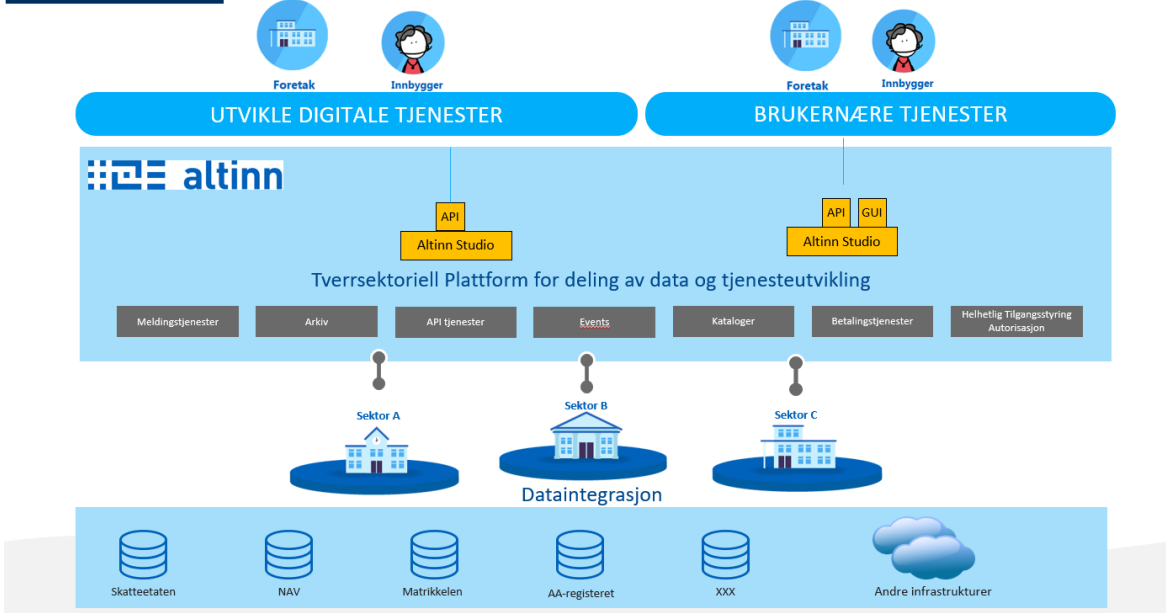 Foretak
Innbygger
Foretak
Innbygger
UTVIKLE DIGITALE TJENESTER
BRUKERNÆRE TJENESTER
altinn
API
Altinn Studio
API
GUI
Altinn Studio
Tverrsektoriell Plattform for deling av data og tjenesteutvikling
Meldingstjenester
Arkiv
API tjenester
Events
Kataloger
Betalingstjenester
Helhetlig Tilgangsstyring
Autorisasjon
Sektor A
Sektor B
Sektor C
Dataintegrasjon
Skatteetaten
NAV
Matrikkelen
AA-registeret
XXX
Andre infrastrukturer